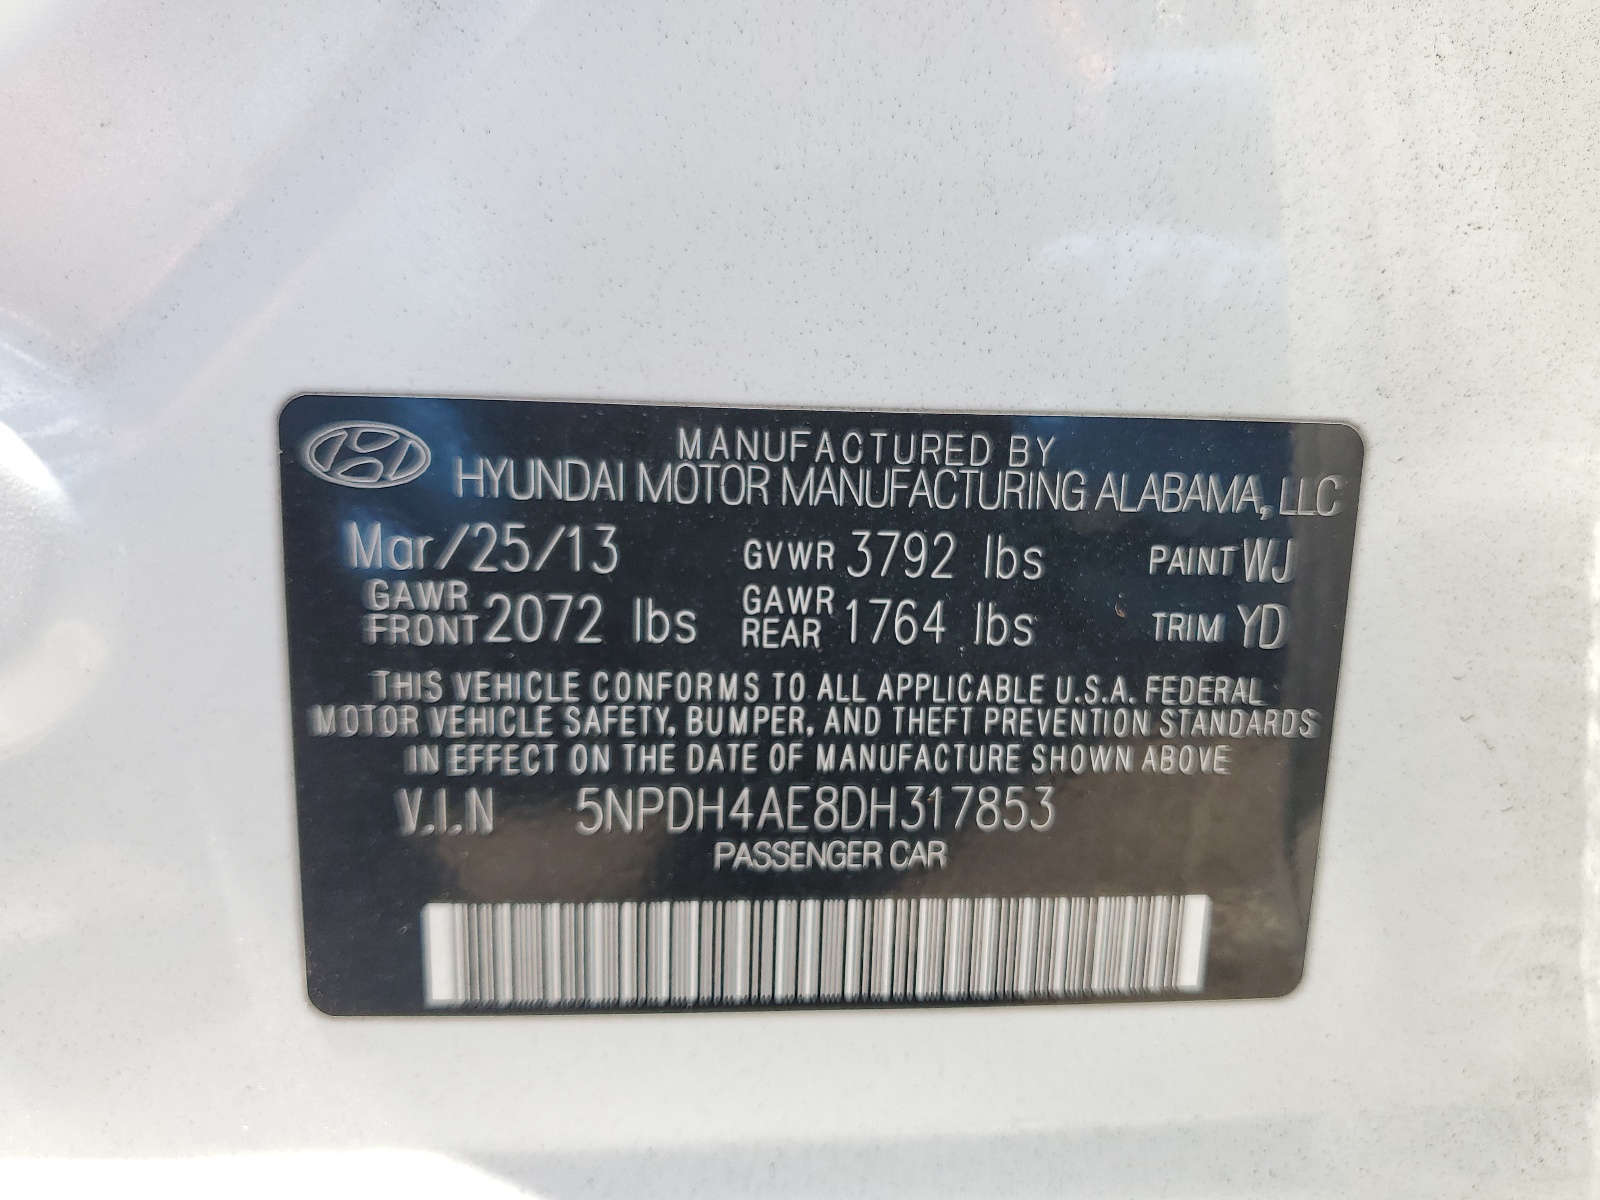 MANUFACTURED BY
HYUNDAI MOTOR MANUFACTURING ALABAMA, LLC
Mar/25/13 GVWR 3792 lbs PAINT WJ
GAWR FRONT 2072 lbs GAWR REAR 1764 lbs TRIM YD
THIS VEHICLE CONFORMS TO ALL APPLICABLE U.S.A. FEDERAL
MOTOR VEHICLE SAFETY, BUMPER, AND THEFT PREVENTION STANDARDS
IN EFFECT ON THE DATE OF MANUFACTURE SHOWN ABOVE
V.I.N 5NPDH4AE8DH317853
PASSENGER CAR